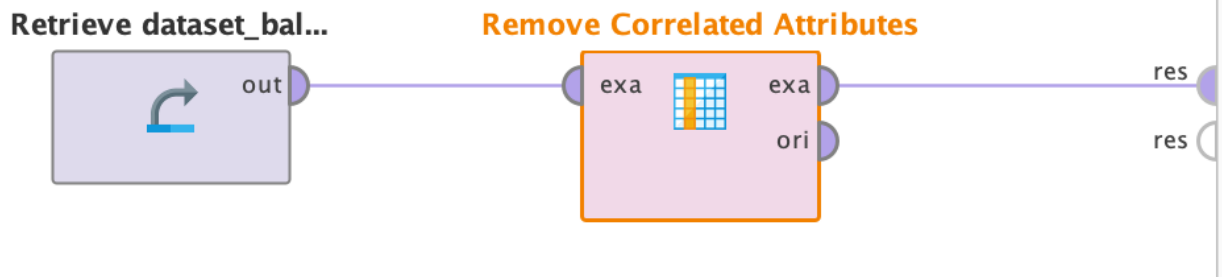 Retrieve dataset_bal...
Remove Correlated Attributes
out
exa
exa
res
ori
res